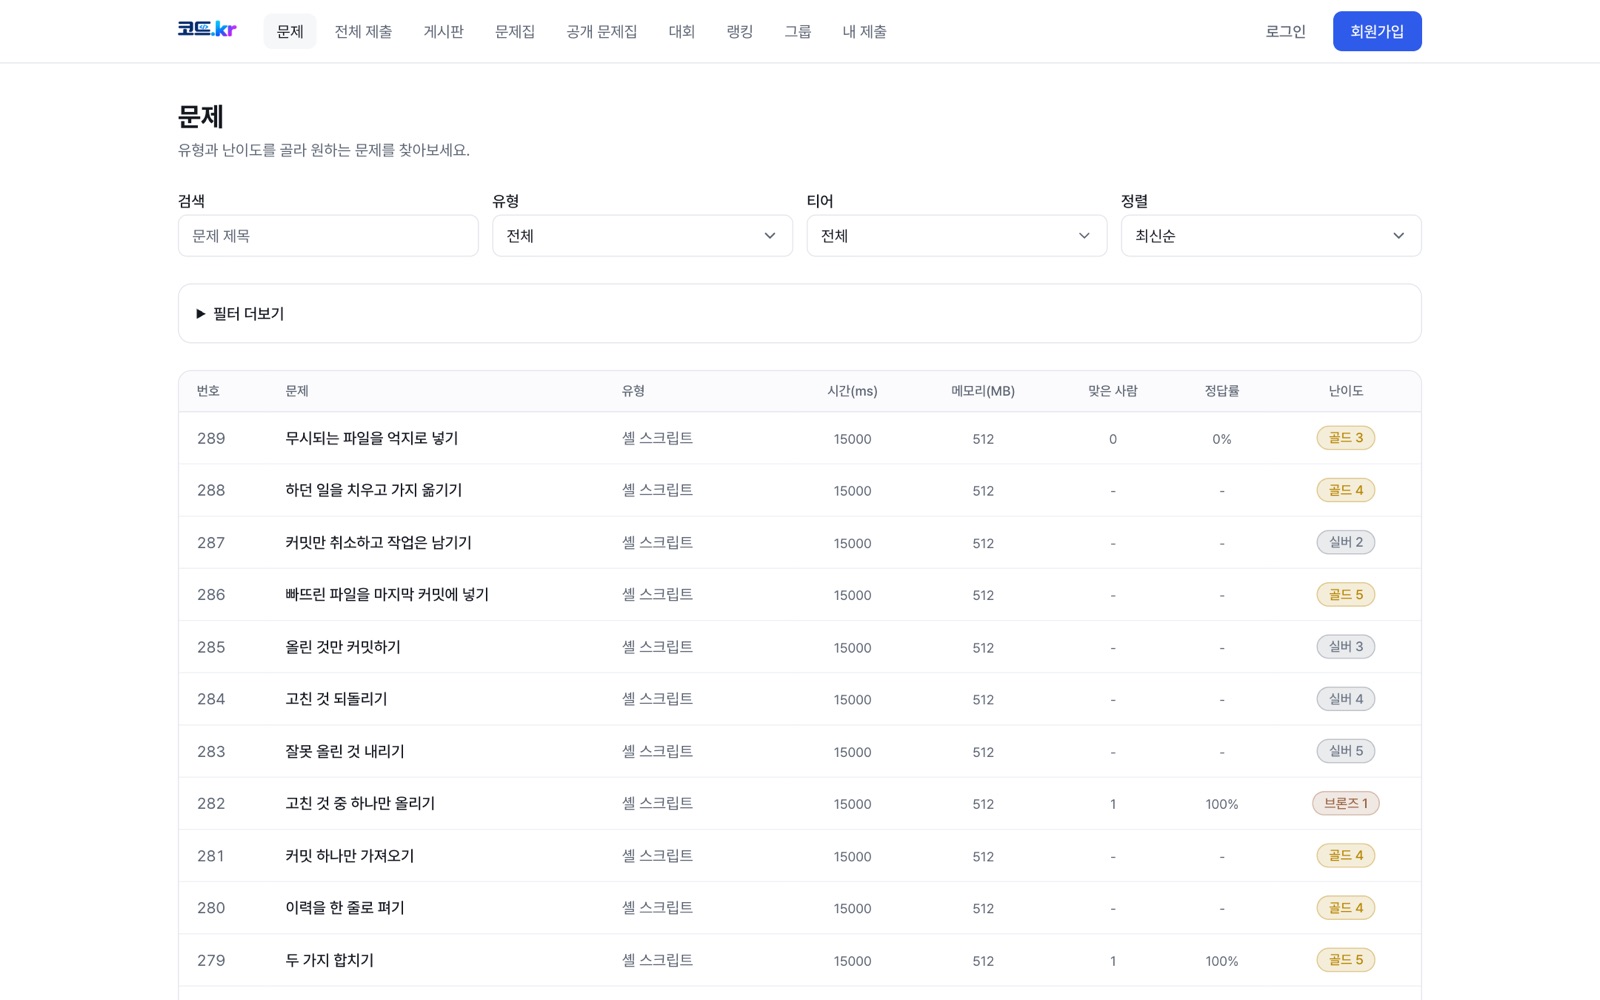 코드.kr 문제 전체 제출 게시판 문제집 공개 문제집 대회 랭킹 그룹 내 제출 로그인 회원가입
문제
유형과 난이도를 골라 원하는 문제를 찾아보세요.
검색 유형 티어 정렬
문제 제목 전체 전체 최신순
▶ 필터 더보기
번호 문제 유형 시간(ms) 메모리(MB) 맞은 사람 정답률 난이도
289 무시되는 파일을 억지로 넣기 셸 스크립트 15000 512 0 0% 골드 3
288 하던 일을 치우고 가지 옮기기 셸 스크립트 15000 512 - - 골드 4
287 커밋만 취소하고 작업은 남기기 셸 스크립트 15000 512 - - 실버 2
286 빠뜨린 파일을 마지막 커밋에 넣기 셸 스크립트 15000 512 - - 골드 5
285 올린 것만 커밋하기 셸 스크립트 15000 512 - - 실버 3
284 고친 것 되돌리기 셸 스크립트 15000 512 - - 실버 4
283 잘못 올린 것 내리기 셸 스크립트 15000 512 - - 실버 5
282 고친 것 중 하나만 올리기 셸 스크립트 15000 512 1 100% 브론즈 1
281 커밋 하나만 가져오기 셸 스크립트 15000 512 - - 골드 4
280 이력을 한 줄로 펴기 셸 스크립트 15000 512 - - 골드 4
279 두 가지 합치기 셸 스크립트 15000 512 1 100% 골드 5